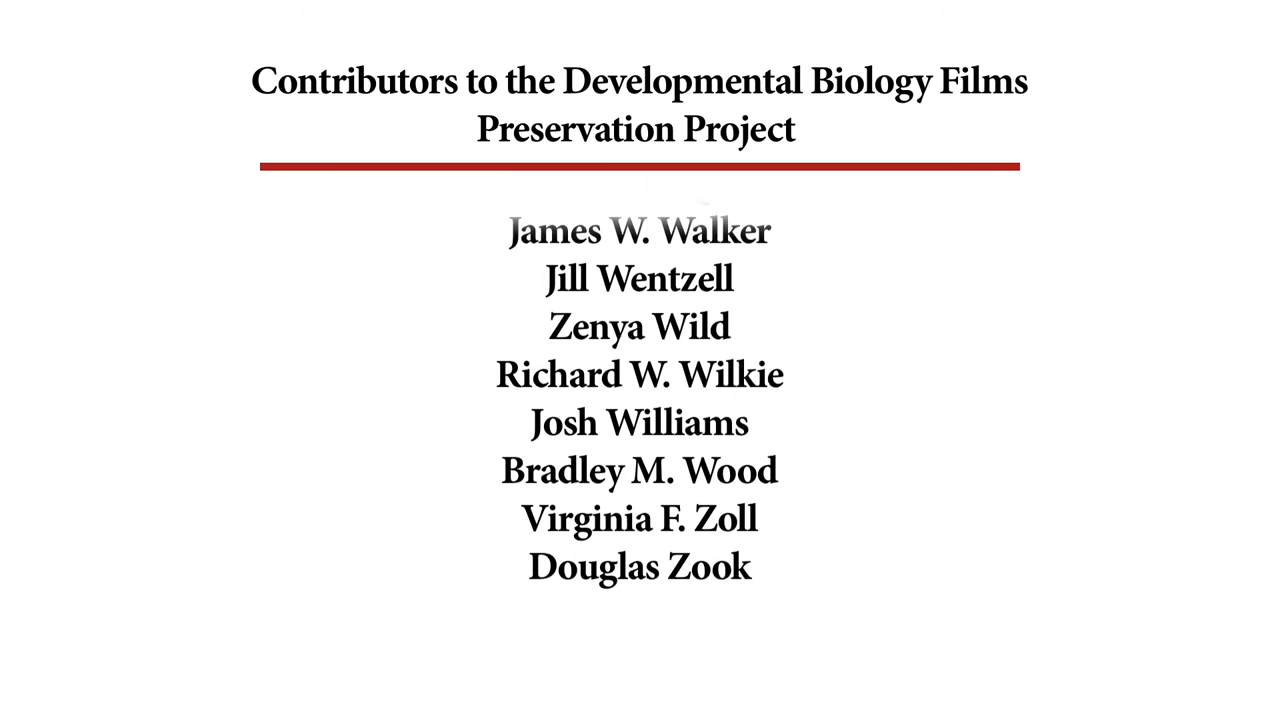 Contributors to the Developmental Biology Films
Preservation Project
James W. Walker
Jill Wentzell
Zenya Wild
Richard W. Wilkie
Josh Williams
Bradley M. Wood
Virginia F. Zoll
Douglas Zook